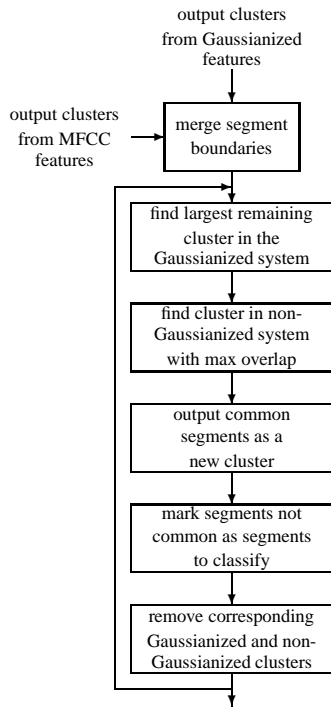 output clusters
from Gaussianized
features
output clusters
from MFCC
features
merge segment
boundaries
find largest remaining
cluster in the
Gaussianized system
find cluster in non-
Gaussianized system
with max overlap
output common
segments as a
new cluster
mark segments not
common as segments
to classify
remove corresponding
Gaussianized and non-
Gaussianized clusters